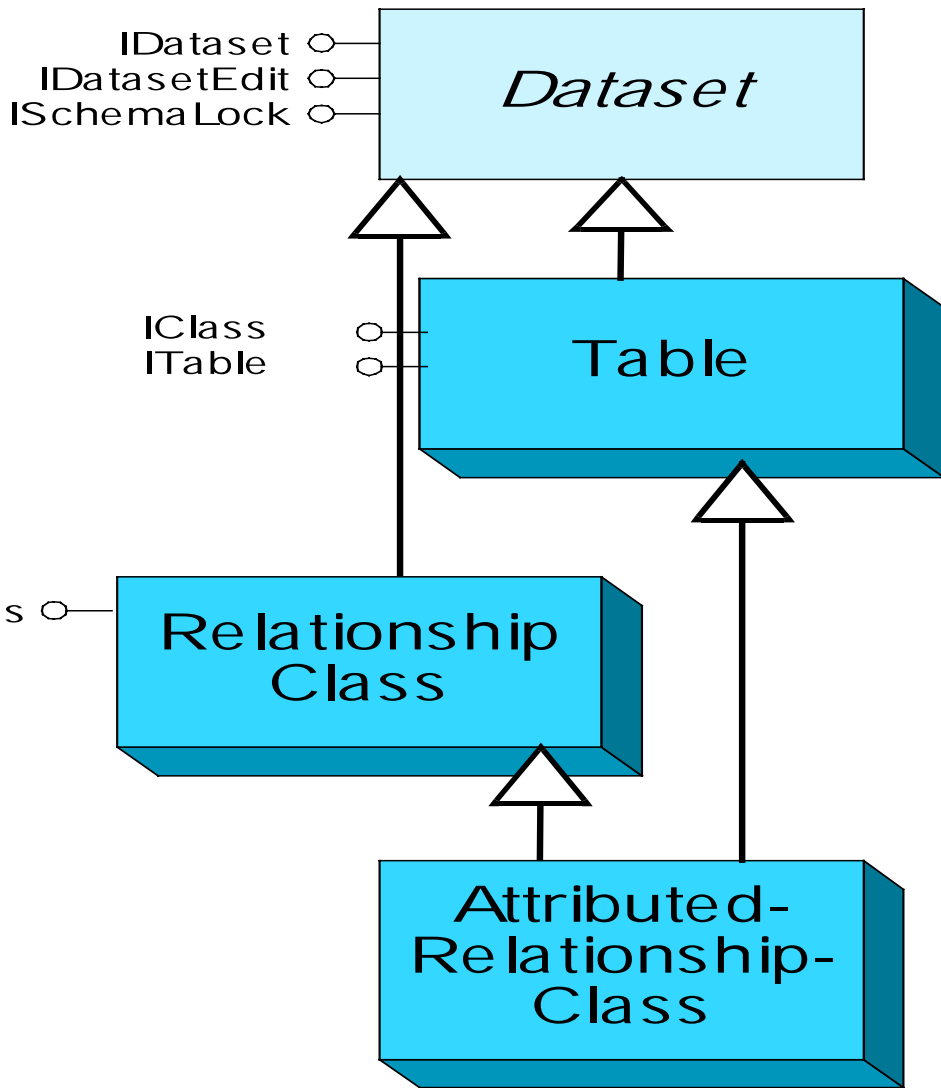 IDataset
IDatasetEdit
ISchemaLock
Dataset
IClass
ITable
Table
s
Relationship
Class
Attributed-
Relationship-
Class